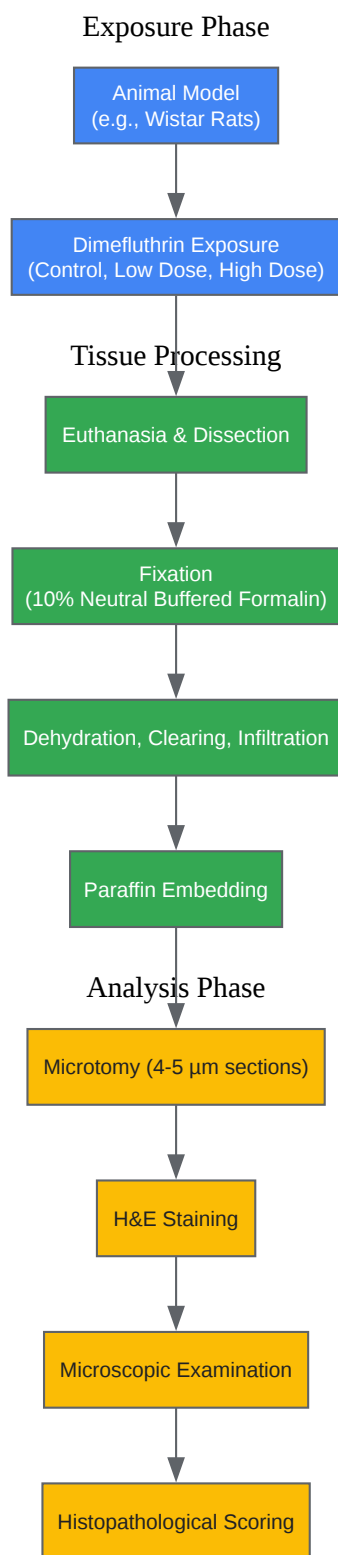 Exposure Phase
Animal Model
(e.g., Wistar Rats)
Dimefluthrin Exposure
(Control, Low Dose, High Dose)
Tissue Processing
Euthanasia & Dissection
Fixation
(10% Neutral Buffered Formalin)
Dehydration, Clearing, Infiltration
Paraffin Embedding
Analysis Phase
Microtomy (4-5 µm sections)
H&E Staining
Microscopic Examination
Histopathological Scoring